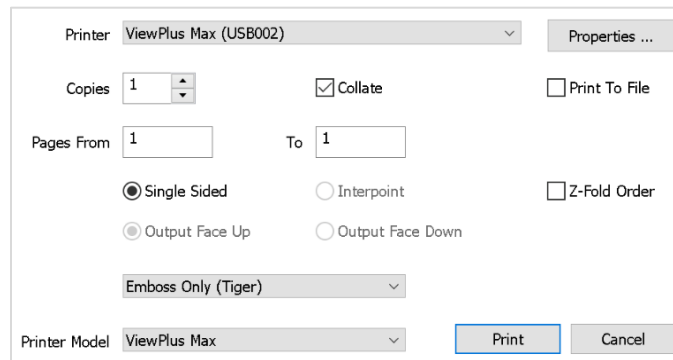 Printer ViewPlus Max (USB002) Properties ...
Copies 1 Collate Print To File
Pages From 1 To 1
Single Sided Interpoint Z-Fold Order
Output Face Up Output Face Down
Emboss Only (Tiger)
Printer Model ViewPlus Max Print Cancel